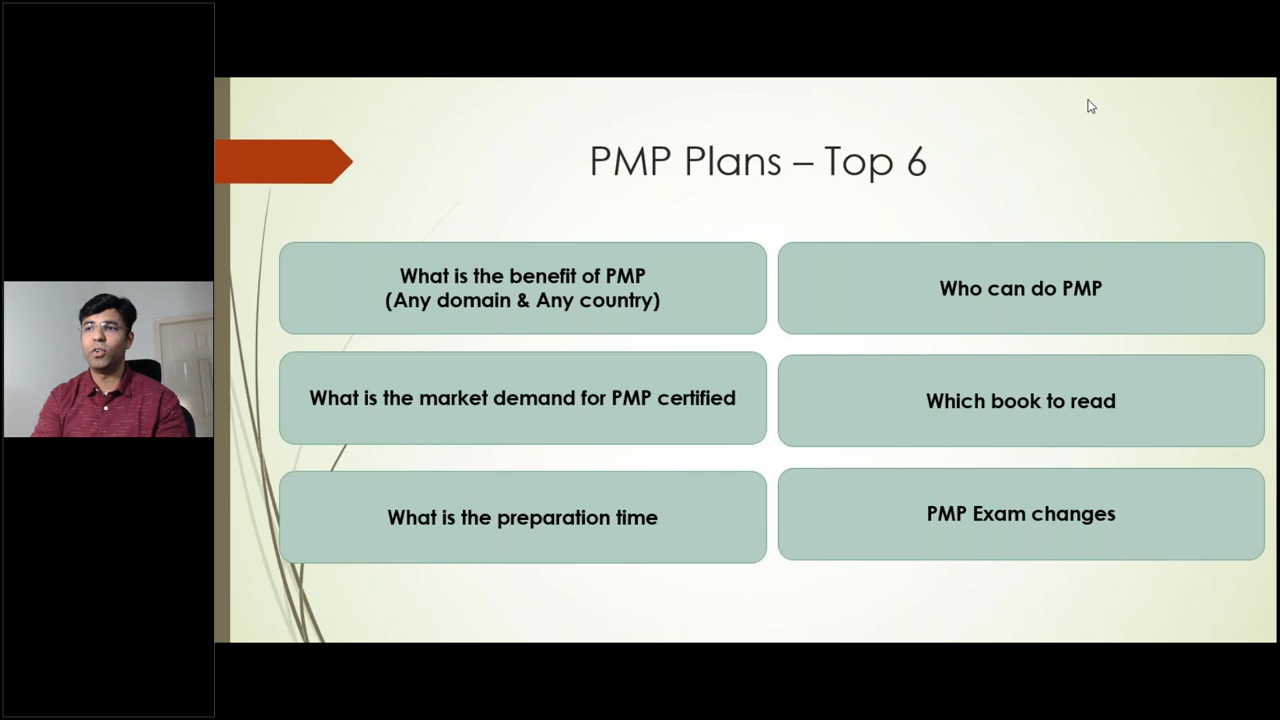 PMP Plans – Top 6
What is the benefit of PMP
(Any domain & Any country)
Who can do PMP
What is the market demand for PMP certified
Which book to read
What is the preparation time
PMP Exam changes